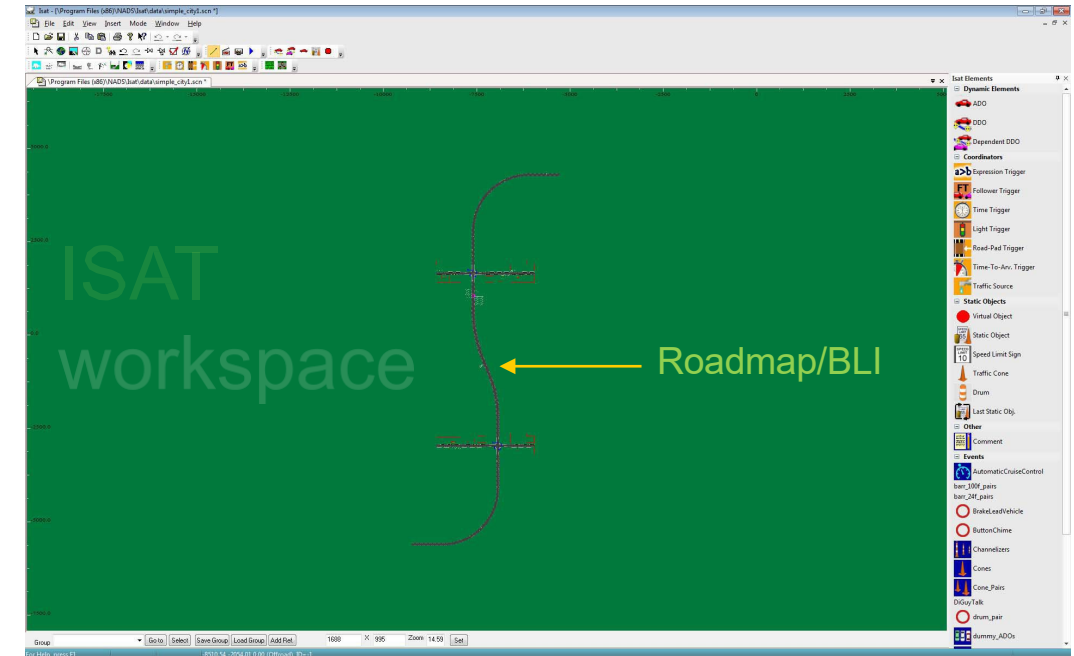 Isat - [\Program Files (x86)\NADS\Isat\data\simple_city1.scn *]
File Edit View Insert Mode Window Help
\Program Files (x86)\NADS\Isat\data\simple_city1.scn *
Isat Elements
Dynamic Elements
ADO
DDO
Dependent DDO
Coordinators
a>b Expression Trigger
FT Follower Trigger
Time Trigger
Light Trigger
Road-Pad Trigger
Time-To-Arv. Trigger
Traffic Source
Static Objects
Virtual Object
Static Object
Speed Limit Sign
Traffic Cone
Drum
Last Static Obj.
Other
Comment
Events
AutomaticCruiseControl
barr_100f_pairs
barr_24f_pairs
BrakeLeadVehicle
ButtonChime
Channelizers
Cones
Cone_Pairs
DiGuyTalk
drum_pair
dummy_ADOs
ISAT
workspace
Roadmap/BLI
Group Go to Select Save Group Load Group Add Ref. 1688 X 995 Zoom 14.59 Set
For Help, press F1